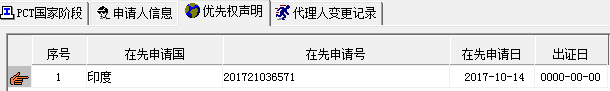 PCT国家阶段 申请人信息 优先权声明 代理人变更记录
序号 在先申请国 在先申请号 在先申请日 出证日
1 印度 201721036571 2017-10-14 0000-00-00